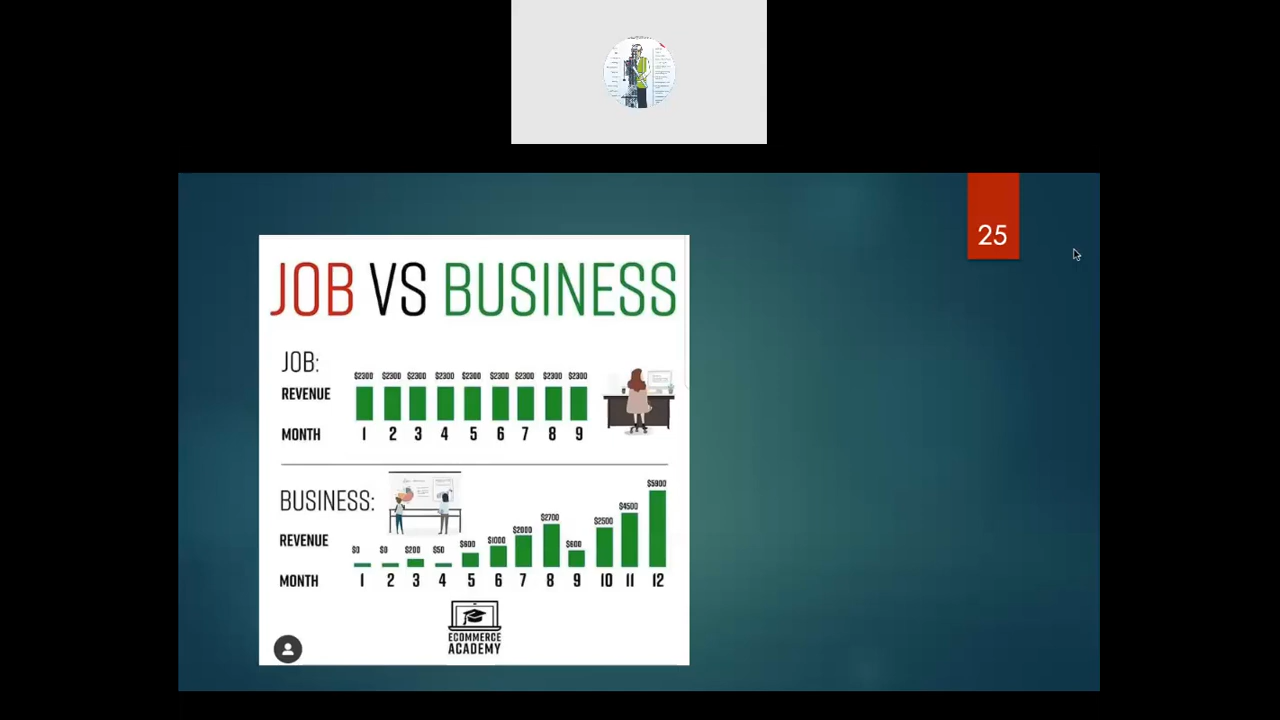 25
JOB VS BUSINESS
JOB:
$2300 $2300 $2300 $2300 $2300 $2300 $2300 $2300 $2300
REVENUE
MONTH 1 2 3 4 5 6 7 8 9
BUSINESS:
REVENUE
$0 $0 $200 $50 $600 $1000 $2000 $2700 $600 $2500 $4500 $5900
MONTH 1 2 3 4 5 6 7 8 9 10 11 12
ECOMMERCE
ACADEMY